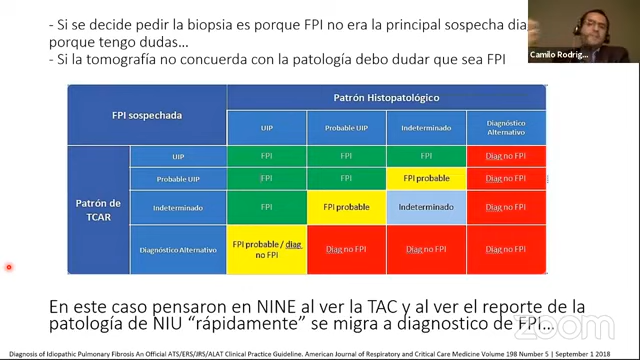 - Si se decide pedir la biopsia es porque FPI no era la principal sospecha dia
porque tengo dudas...
- Si la tomografía no concuerda con la patología debo dudar que sea FPI
Camilo Rodrig...
FPI sospechada
Patrón Histopatológico
UIP
Probable UIP
Indeterminado
Diagnóstico Alternativo
Patrón de TCAR
UIP
FPI
FPI
FPI
Diag no FPI
Probable UIP
FPI
FPI
FPI probable
Diag no FPI
Indeterminado
FPI
FPI probable
Indeterminado
Diag no FPI
Diagnóstico Alternativo
FPI probable / diag no FPI
Diag no FPI
Diag no FPI
Diag no FPI
En este caso pensaron en NINE al ver la TAC y al ver el reporte de la
patología de NIU “rápidamente” se migra a diagnostico de FPI...
zoom
Diagnosis of Idiopathic Pulmonary Fibrosis An Official ATS/ERS/JRS/ALAT Clinical Practice Guideline. American Journal of Respiratory and Critical Care Medicine Volume 198 Number 5 | September 1 2018